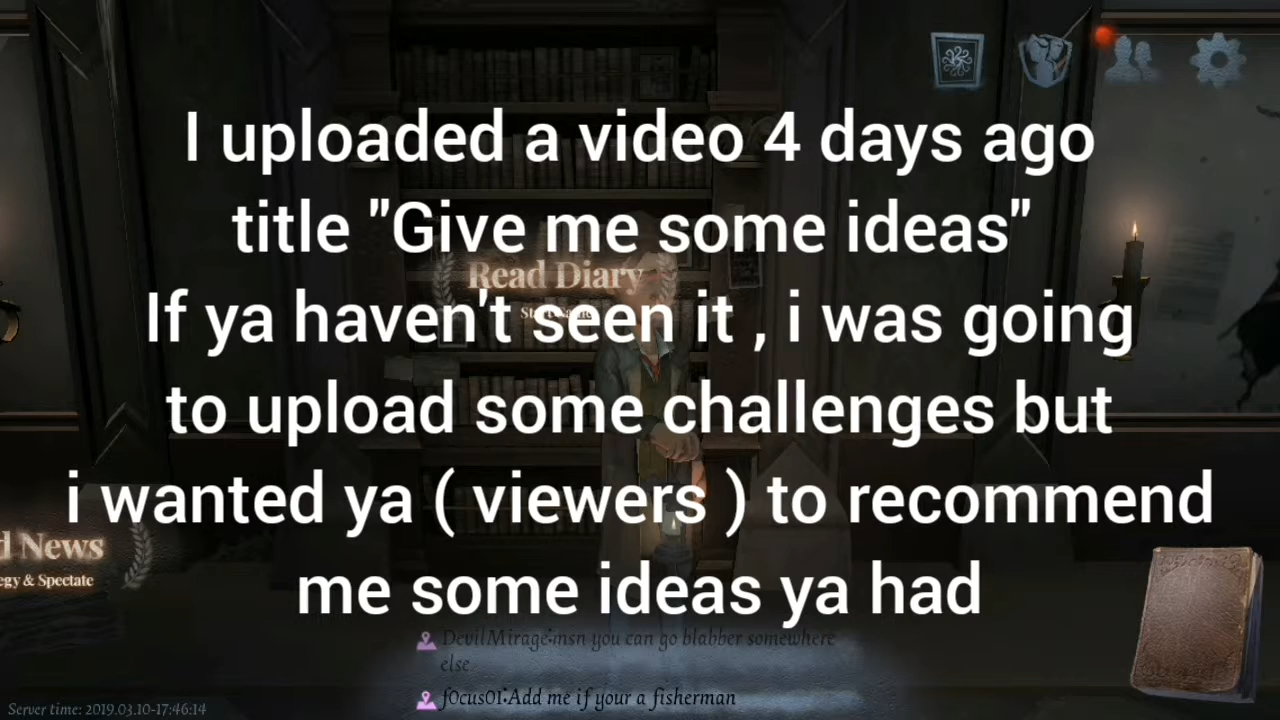 I uploaded a video 4 days ago
title "Give me some ideas"
Read Diary
If ya haven't seen it , i was going
to upload some challenges but
i wanted ya ( viewers ) to recommend
d News
egy & Spectate
me some ideas ya had
DevilMirage:msn you can go blabber somewhere
else
f0cus01:Add me if your a fisherman
Server time: 2019.03.10-17:46:14